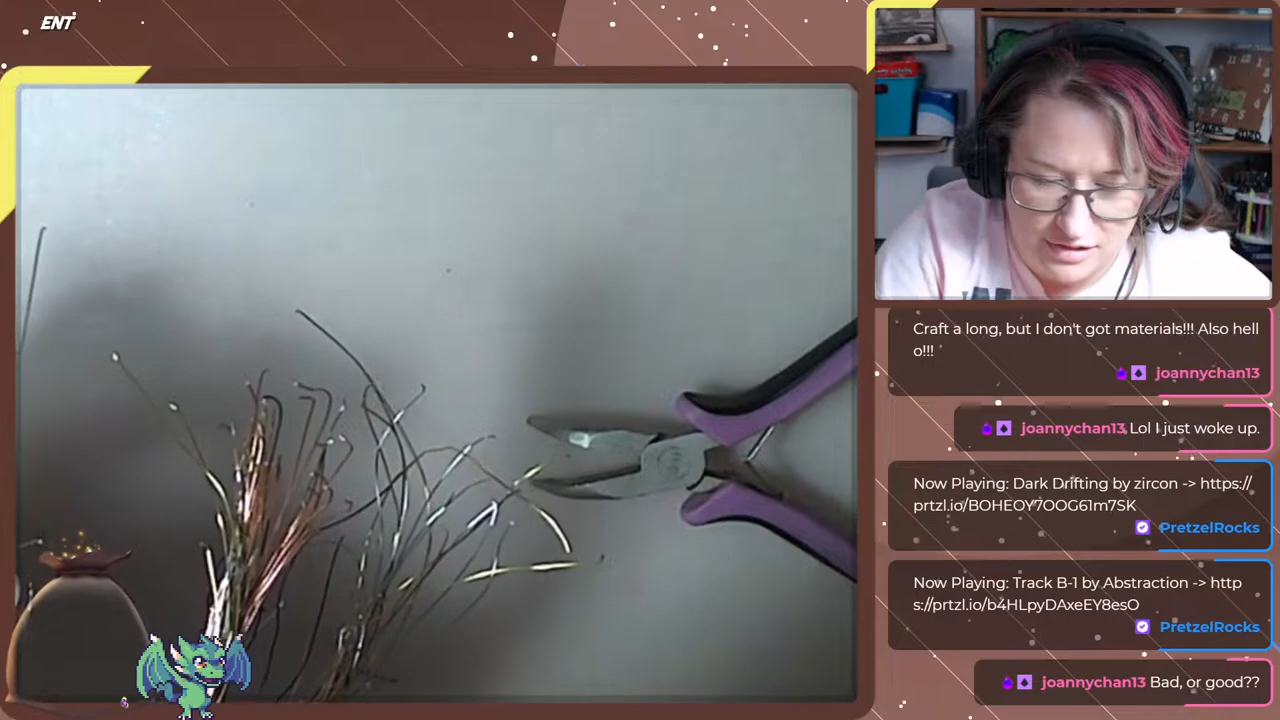 ENT
Craft a long, but I don't got materials!!! Also hell
o!!!
joannychan13
joannychan13 Lol I just woke up.
Now Playing: Dark Drifting by zircon -> https://
prtzl.io/BOHEOY7OOG61m7SK
PretzelRocks
Now Playing: Track B-1 by Abstraction -> http
s://prtzl.io/b4HLpyDAxeEY8esO
PretzelRocks
joannychan13 Bad, or good??